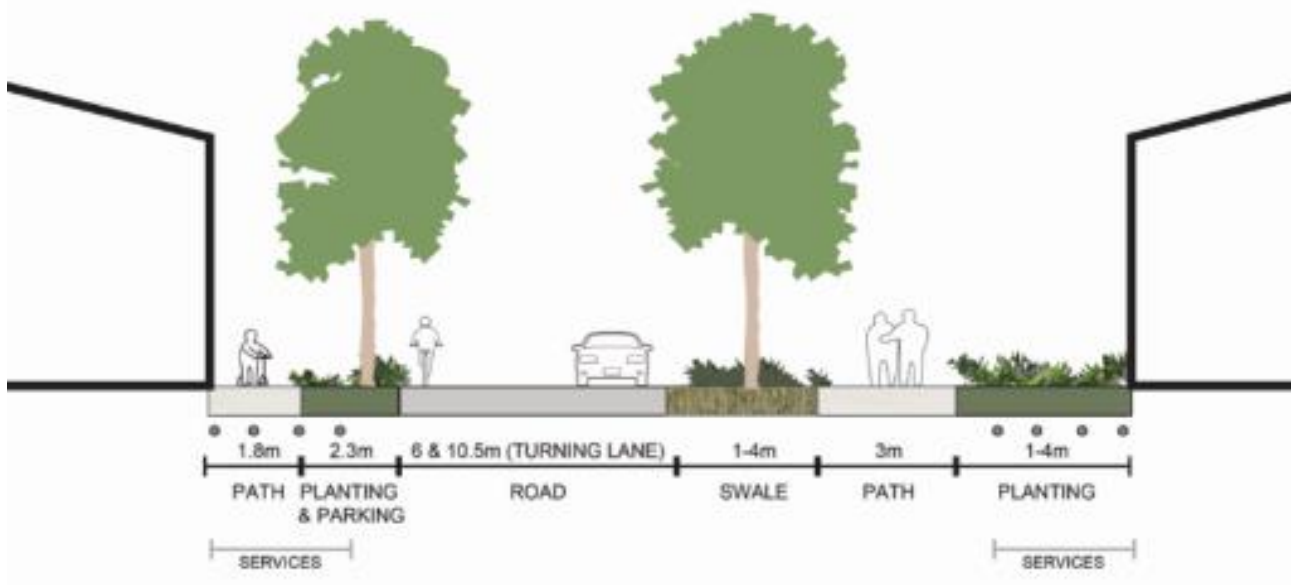 1.8m 2.3m 6 & 10.5m (TURNING LANE) 1-4m 3m 1-4m
PATH PLANTING ROAD SWALE PATH PLANTING
& PARKING
SERVICES SERVICES